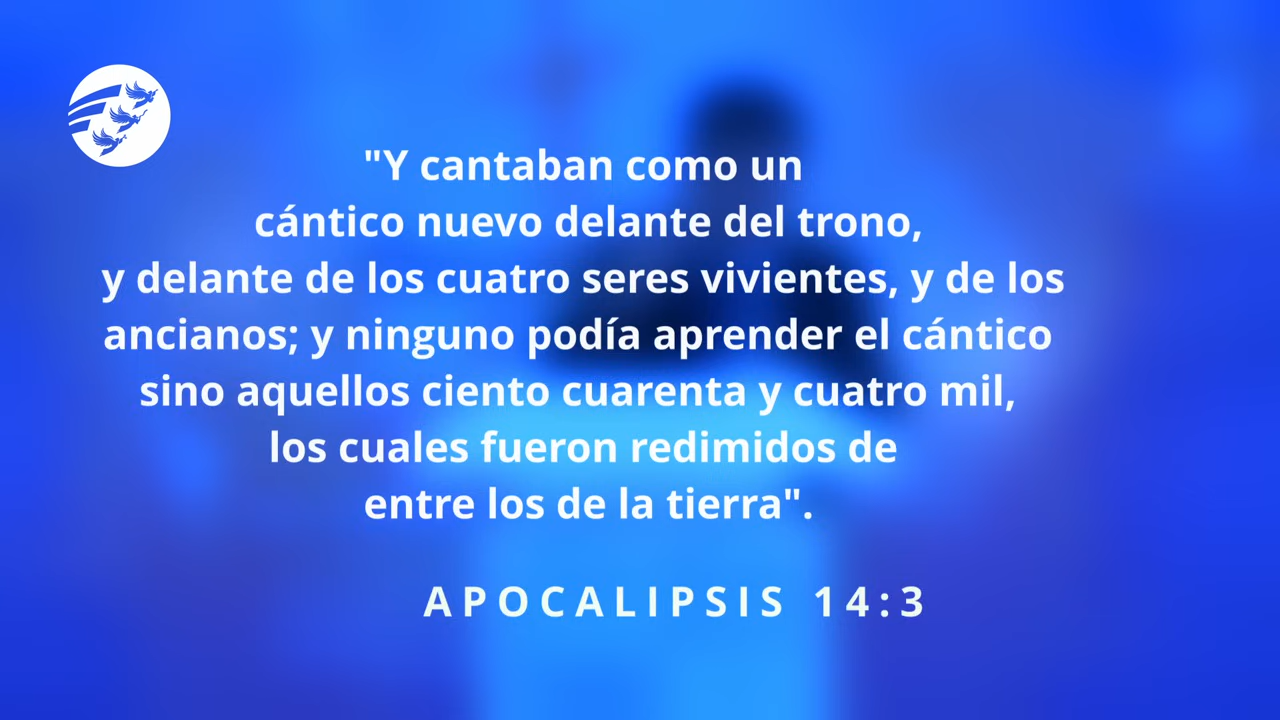 "Y cantaban como un
cántico nuevo delante del trono,
y delante de los cuatro seres vivientes, y de los
ancianos; y ninguno podía aprender el cántico
sino aquellos ciento cuarenta y cuatro mil,
los cuales fueron redimidos de
entre los de la tierra".
APOCALIPSIS 14:3